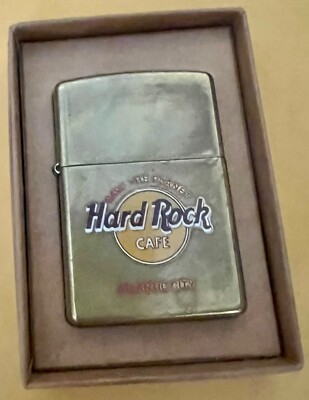 SAVE THE PLANET
Hard Rock
CAFE
ATLANTIC CITY